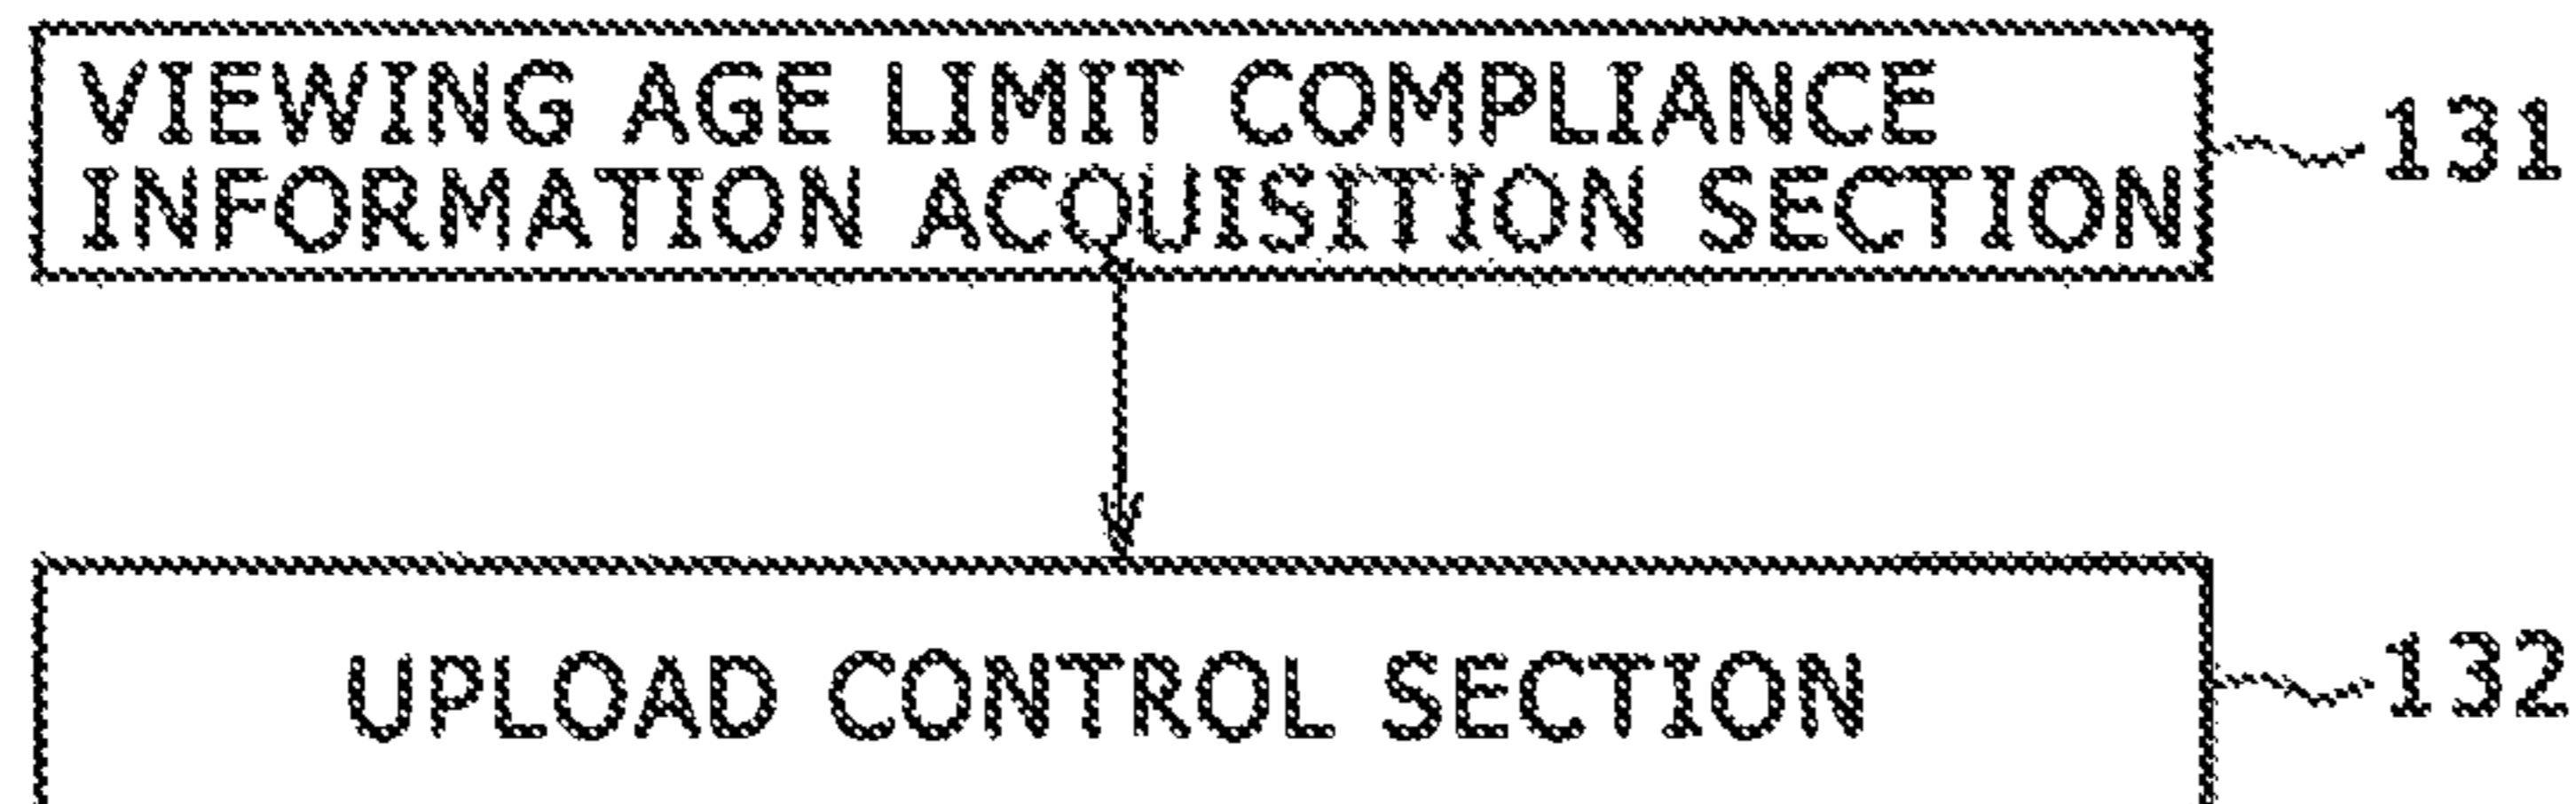 VIEWING AGE LIMIT COMPLIANCE
INFORMATION ACQUISITION SECTION
131
UPLOAD CONTROL SECTION
132